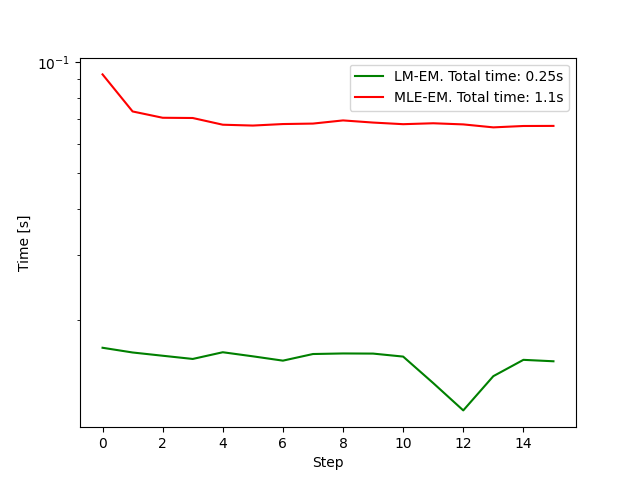 10⁻¹
LM-EM. Total time: 0.25s
MLE-EM. Total time: 1.1s
Time [s]
0 2 4 6 8 10 12 14
Step